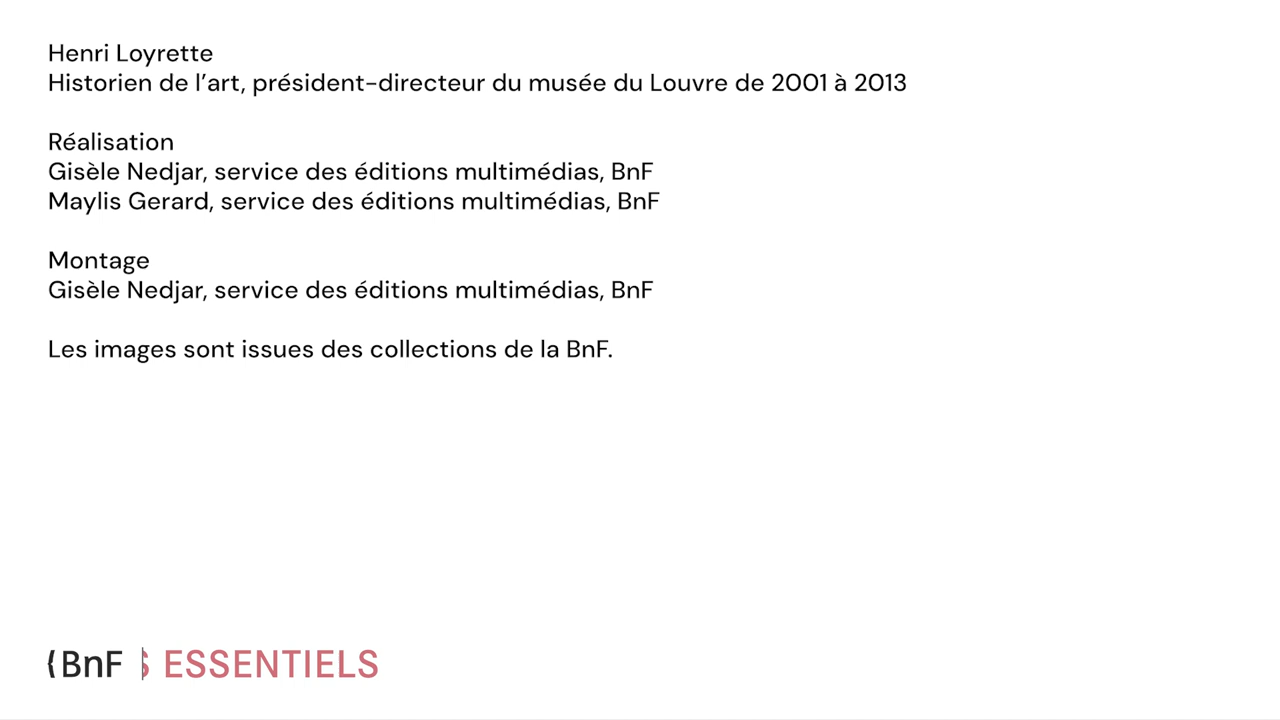 Henri Loyrette
Historien de l’art, président-directeur du musée du Louvre de 2001 à 2013
Réalisation
Gisèle Nedjar, service des éditions multimédias, BnF
Maylis Gerard, service des éditions multimédias, BnF
Montage
Gisèle Nedjar, service des éditions multimédias, BnF
Les images sont issues des collections de la BnF.
{BnF | S ESSENTIELS